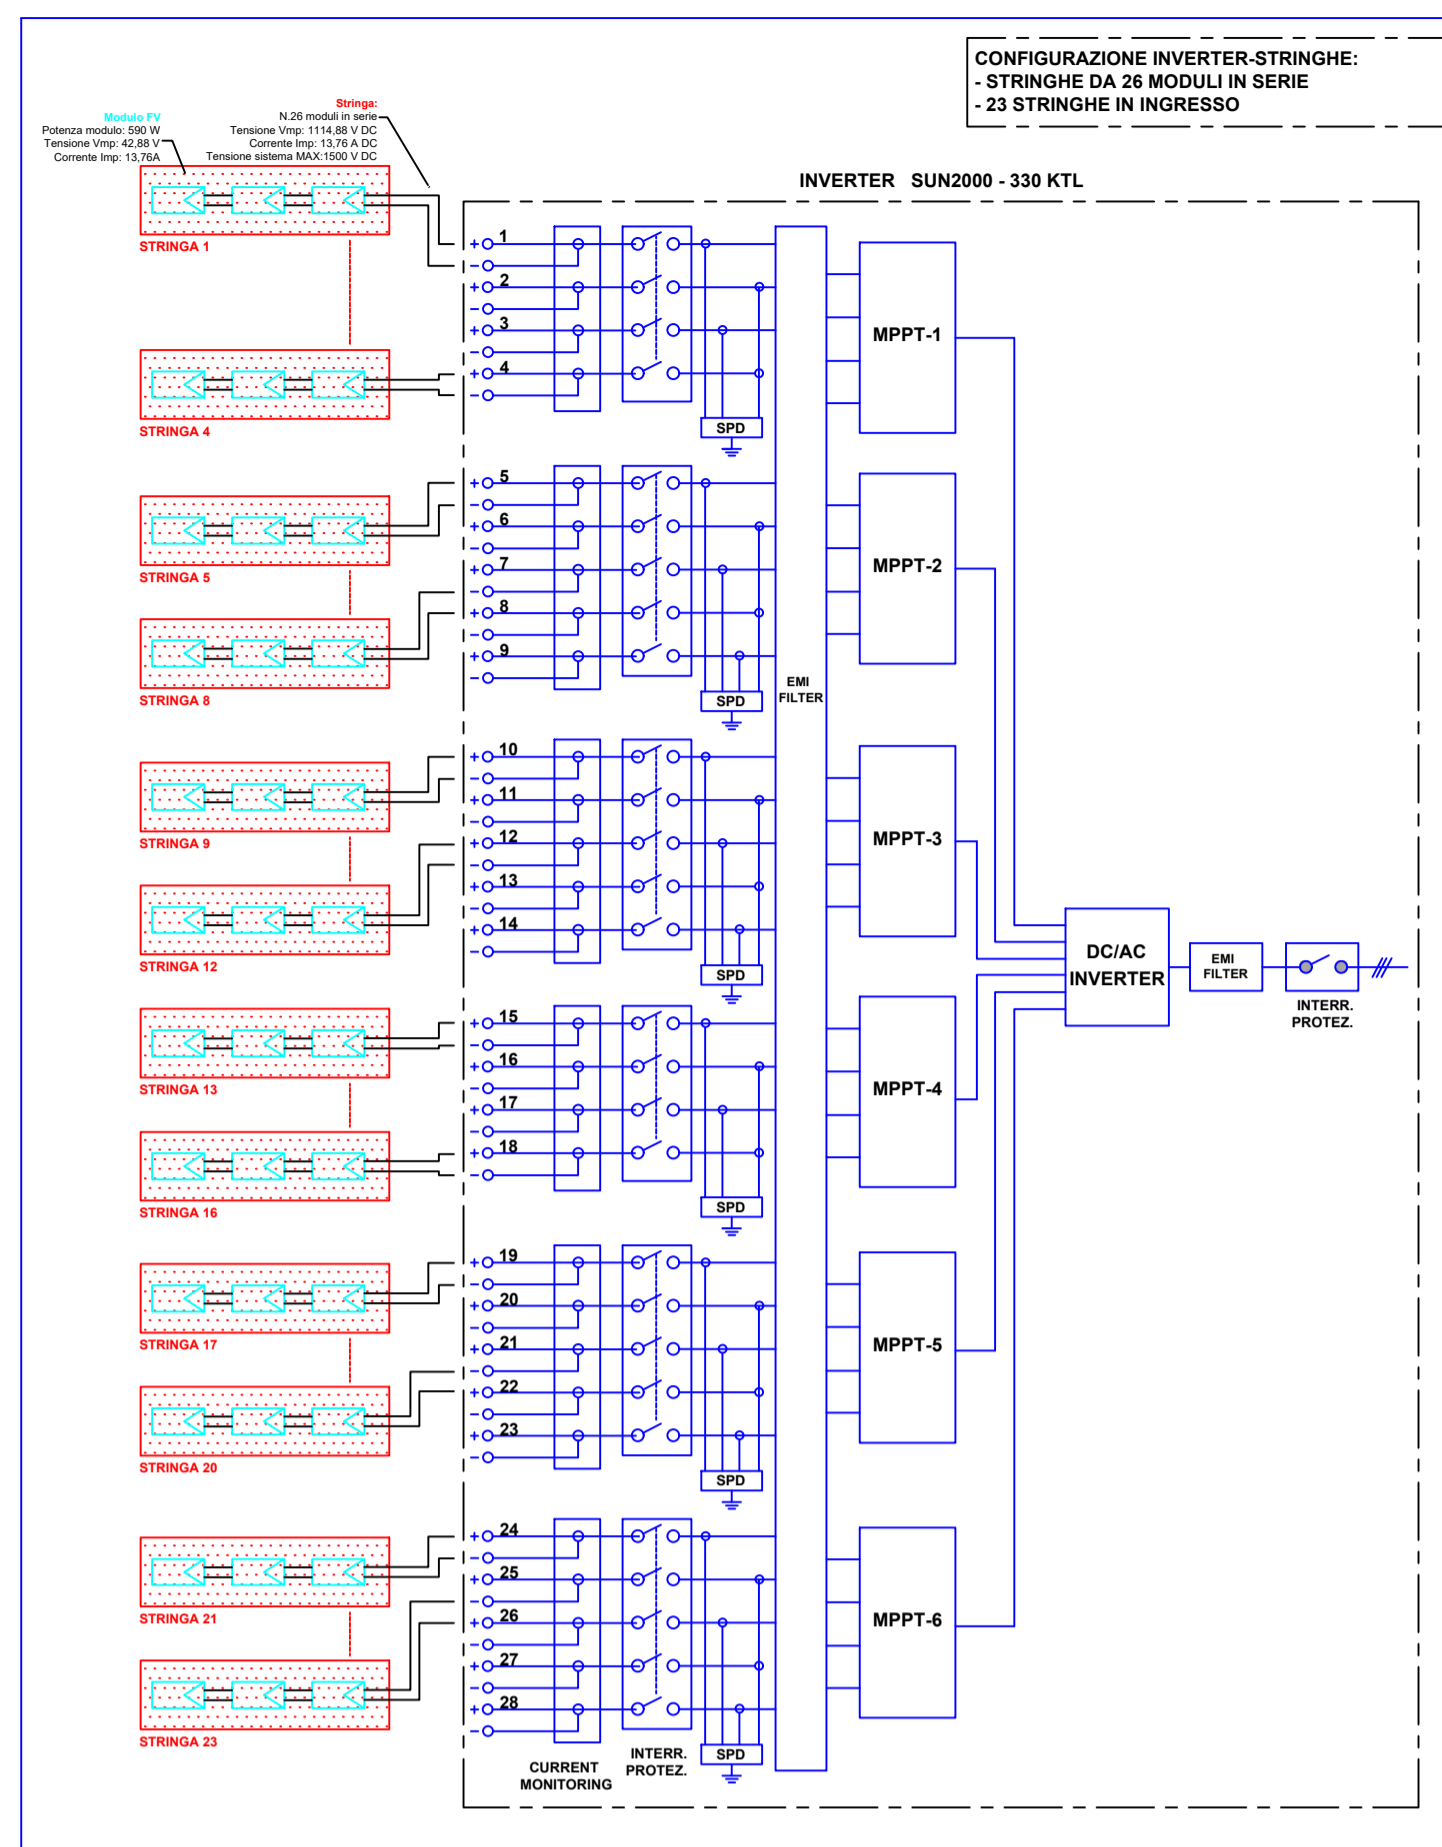 CONFIGURAZIONE INVERTER-STRINGHE:
- STRINGHE DA 26 MODULI IN SERIE
- 23 STRINGHE IN INGRESSO
Modulo FV
Potenza modulo: 590 W
Tensione Vmp: 42,88 V
Corrente Imp: 13,76A
Stringa:
N.26 moduli in serie
Tensione Vmp: 1114,88 V DC
Corrente Imp: 13,76 A DC
Tensione sistema MAX:1500 V DC
INVERTER SUN2000 - 330 KTL
STRINGA 1
+ 1
-
+ 2
-
+ 3
-
+ 4
-
STRINGA 4
SPD
MPPT-1
+ 5
-
+ 6
-
+ 7
-
+ 8
-
+ 9
-
STRINGA 5
STRINGA 8
SPD
MPPT-2
EMI
FILTER
+ 10
-
+ 11
-
+ 12
-
+ 13
-
+ 14
-
STRINGA 9
STRINGA 12
SPD
MPPT-3
DC/AC
INVERTER
EMI
FILTER
INTERR.
PROTEZ.
+ 15
-
+ 16
-
+ 17
-
+ 18
-
STRINGA 13
STRINGA 16
SPD
MPPT-4
+ 19
-
+ 20
-
+ 21
-
+ 22
-
+ 23
-
STRINGA 17
STRINGA 20
SPD
MPPT-5
+ 24
-
+ 25
-
+ 26
-
+ 27
-
+ 28
-
STRINGA 21
STRINGA 23
SPD
MPPT-6
CURRENT
MONITORING
INTERR.
PROTEZ.